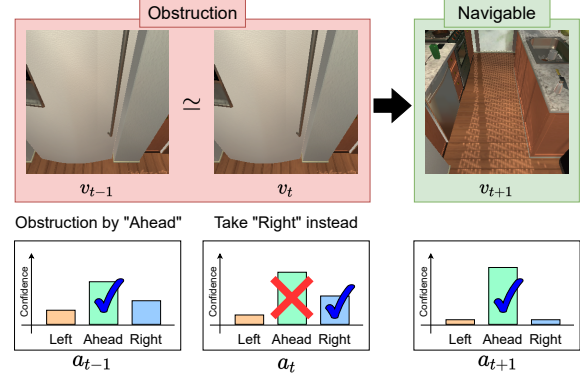 Obstruction
Navigable
≃
v_{t-1}
v_t
v_{t+1}
Obstruction by "Ahead"
Take "Right" instead
Confidence
Left Ahead Right
a_{t-1}
Confidence
Left Ahead Right
a_t
Confidence
Left Ahead Right
a_{t+1}